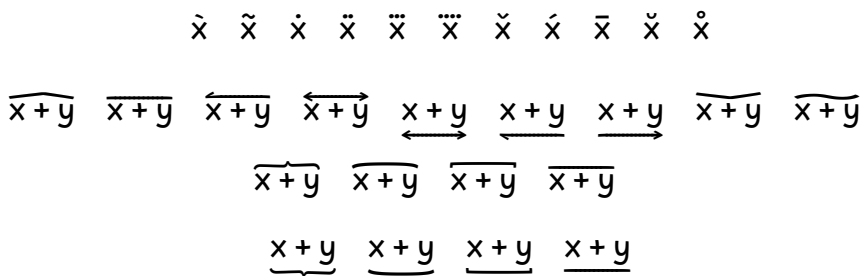 x̀ x̃ ẋ ẍ x⃛ x⃜ x̌ x́ x̄ x̆ x̊
x + y x + y x + y x + y x + y x + y x + y x + y x + y
x + y x + y x + y x + y
x + y x + y x + y x + y